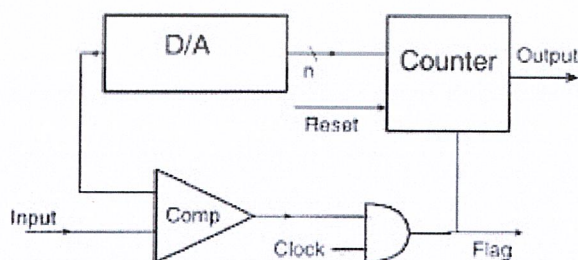 D/A
n
Counter
Output
Reset
Input
Comp
Clock
Flag